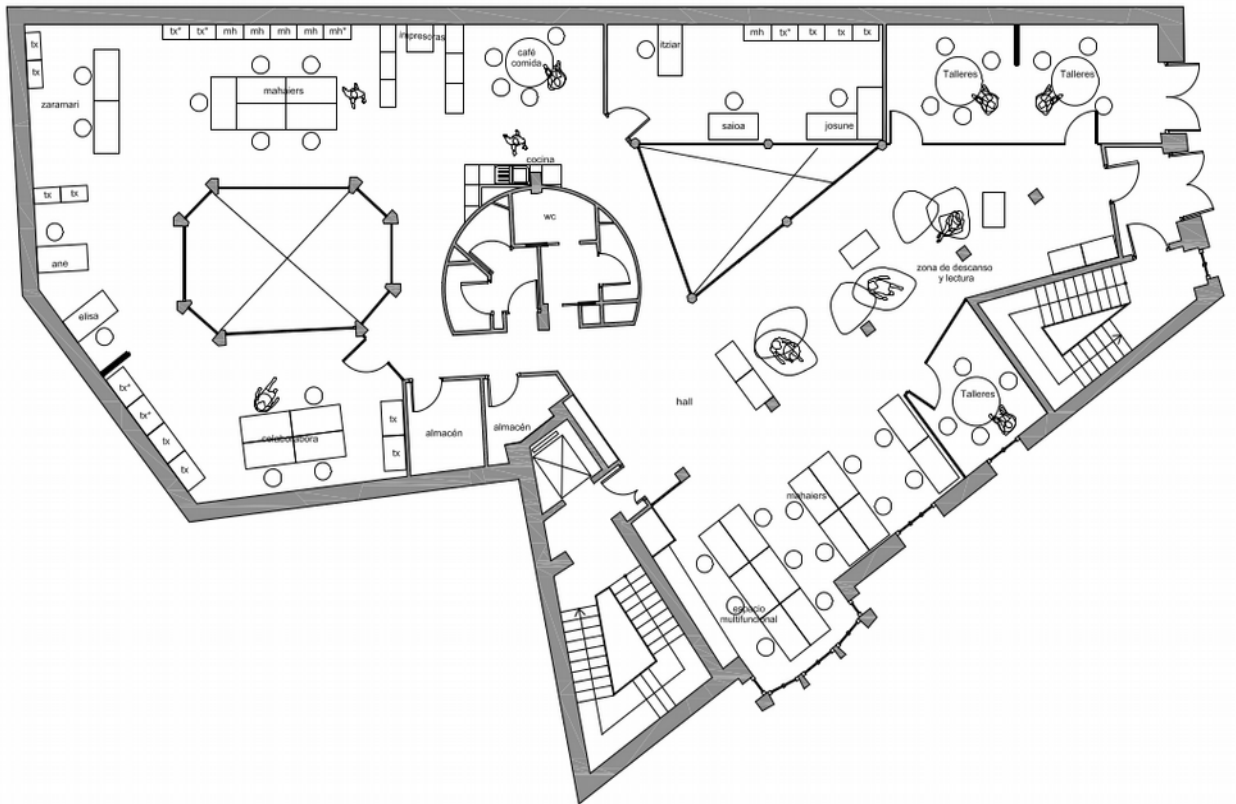 tx* tx* mh mh mh mh mh*
impresoras
café
comida
itziar
mh tx* tx tx tx
Talleres
Talleres
tx
tx
zaramari
mahaiers
saioa
josune
cocina
tx tx
wc
ane
zona de descanso
y lectura
elisa
tx*
tx*
tx
tx
colaborabora
tx
tx
almacén
almacén
hall
Talleres
mahaiers
espacio
multifuncional